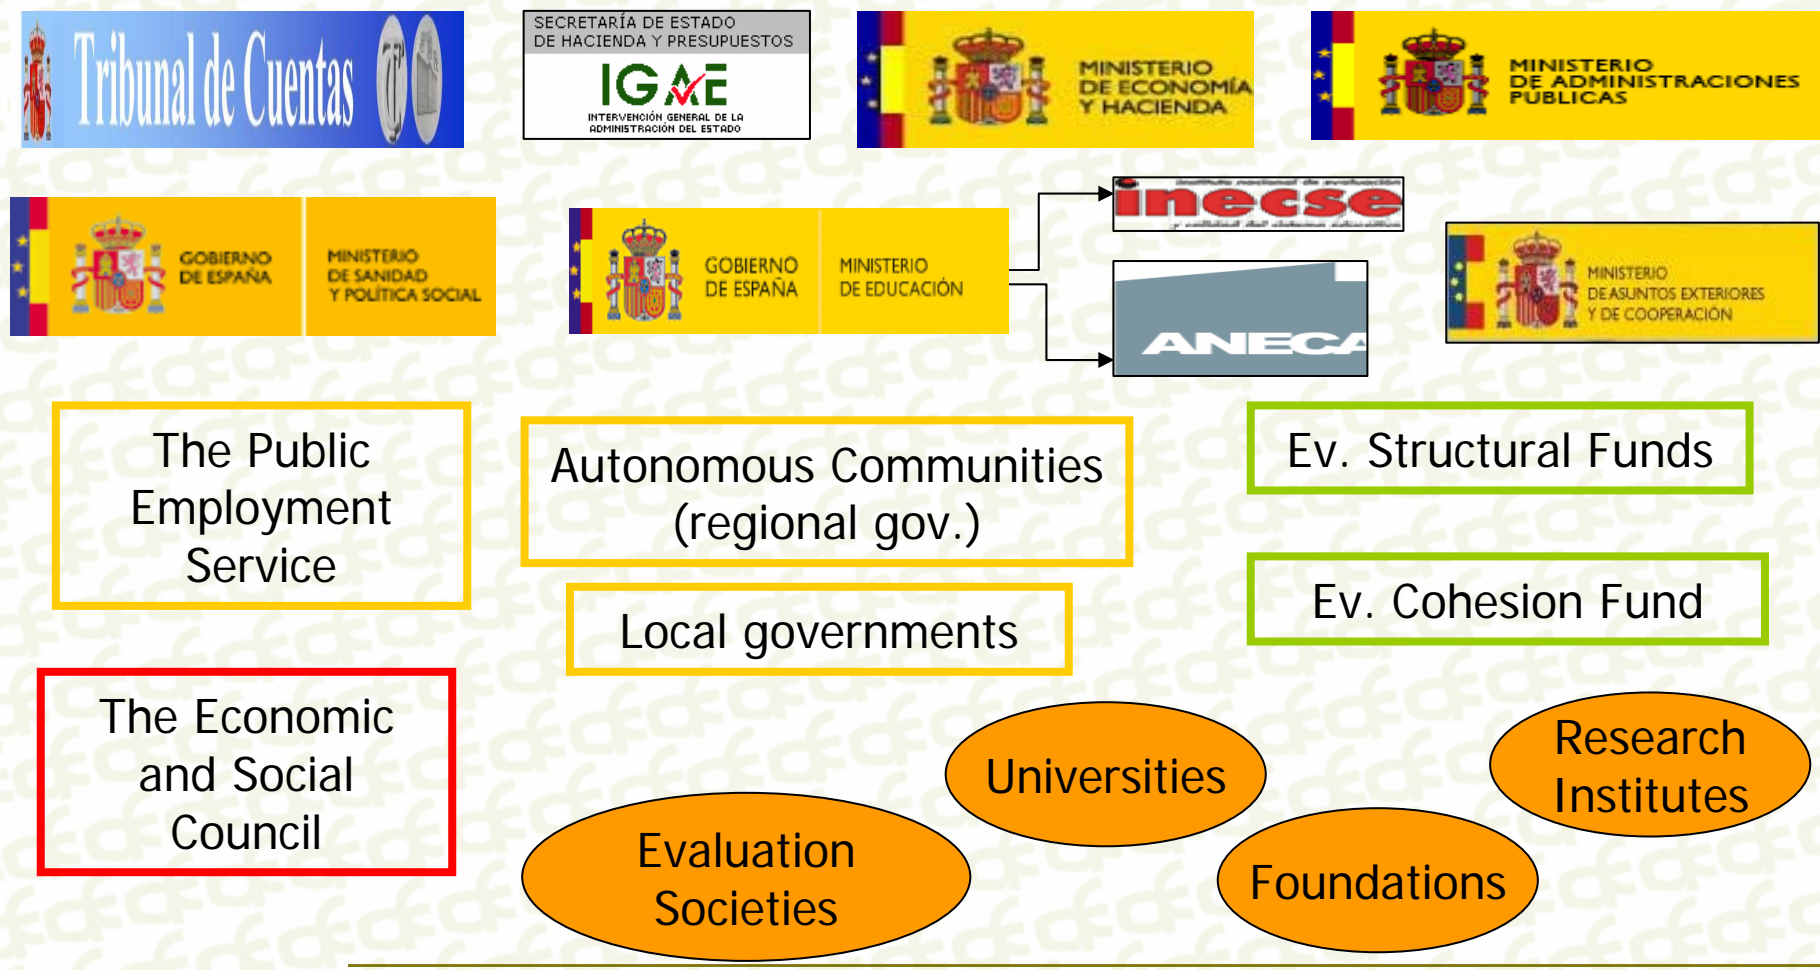 Tribunal de Cuentas
SECRETARÍA DE ESTADO
DE HACIENDA Y PRESUPUESTOS
IGAE
INTERVENCIÓN GENERAL DE LA
ADMINISTRACIÓN DEL ESTADO
MINISTERIO
DE ECONOMÍA
Y HACIENDA
MINISTERIO
DE ADMINISTRACIONES
PÚBLICAS
GOBIERNO
DE ESPAÑA
MINISTERIO
DE SANIDAD
Y POLÍTICA SOCIAL
GOBIERNO
DE ESPAÑA
MINISTERIO
DE EDUCACIÓN
inecse
ANECA
MINISTERIO
DE ASUNTOS EXTERIORES
Y DE COOPERACIÓN
The Public
Employment
Service
Autonomous Communities
(regional gov.)
Ev. Structural Funds
Local governments
Ev. Cohesion Fund
The Economic
and Social
Council
Universities
Research
Institutes
Evaluation
Societies
Foundations